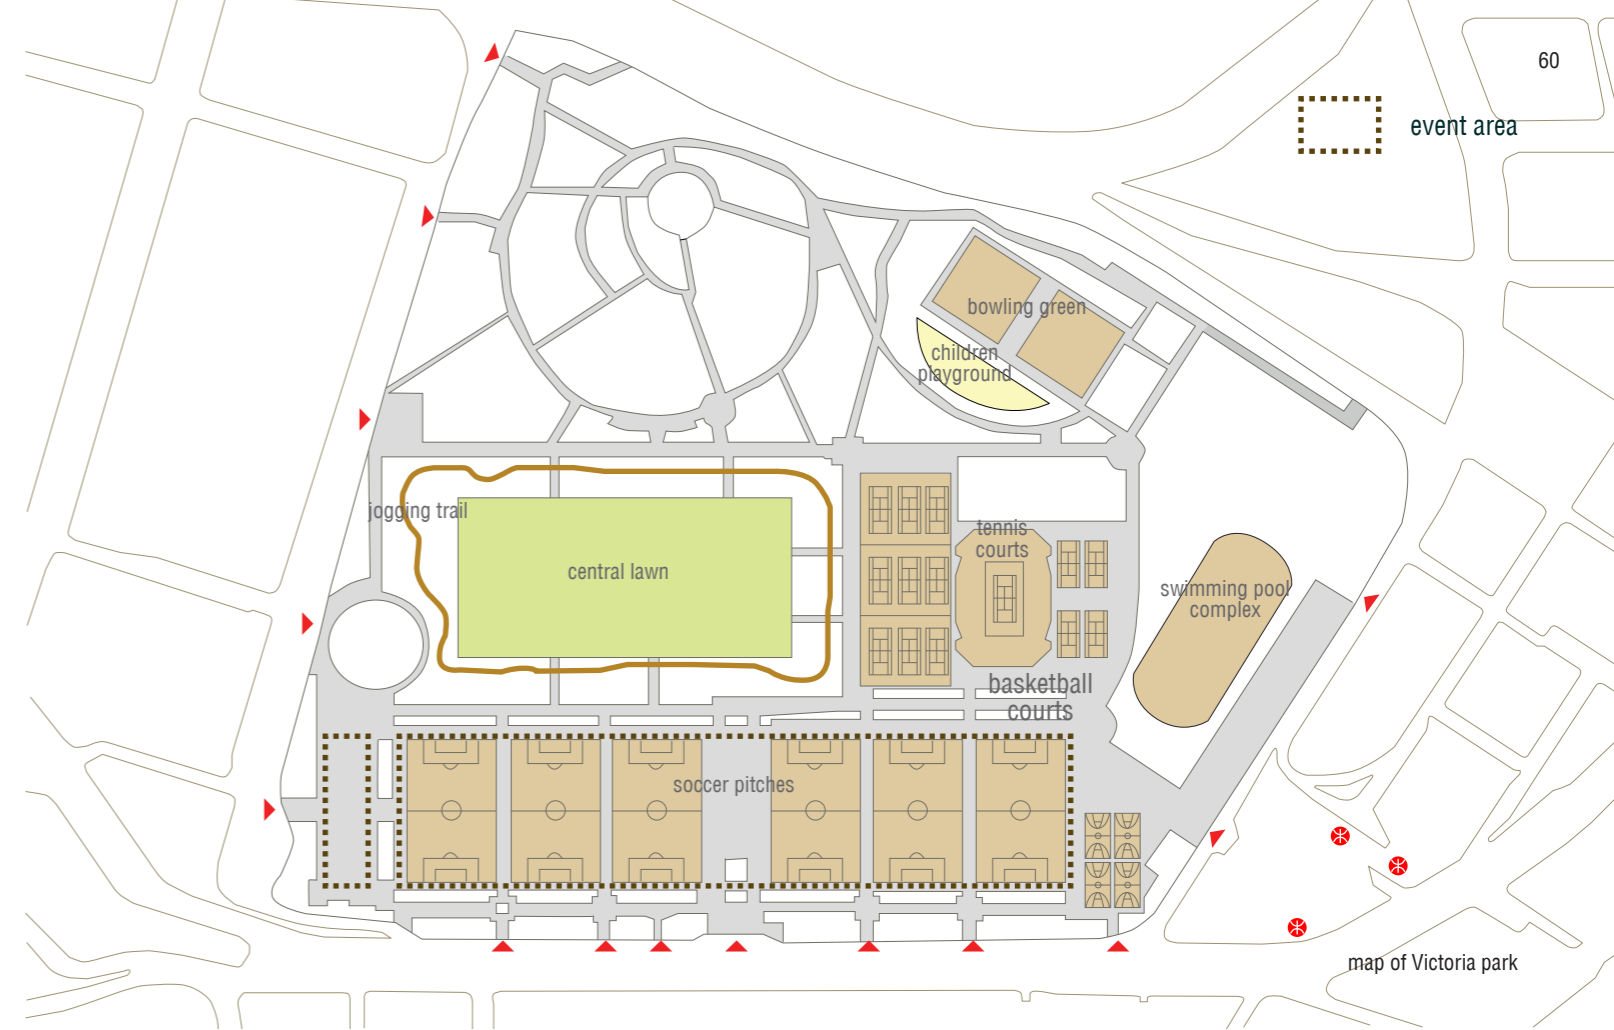 60
event area
bowling green
children
playground
jogging trail
central lawn
tennis
courts
swimming pool
complex
basketball
courts
soccer pitches
map of Victoria park